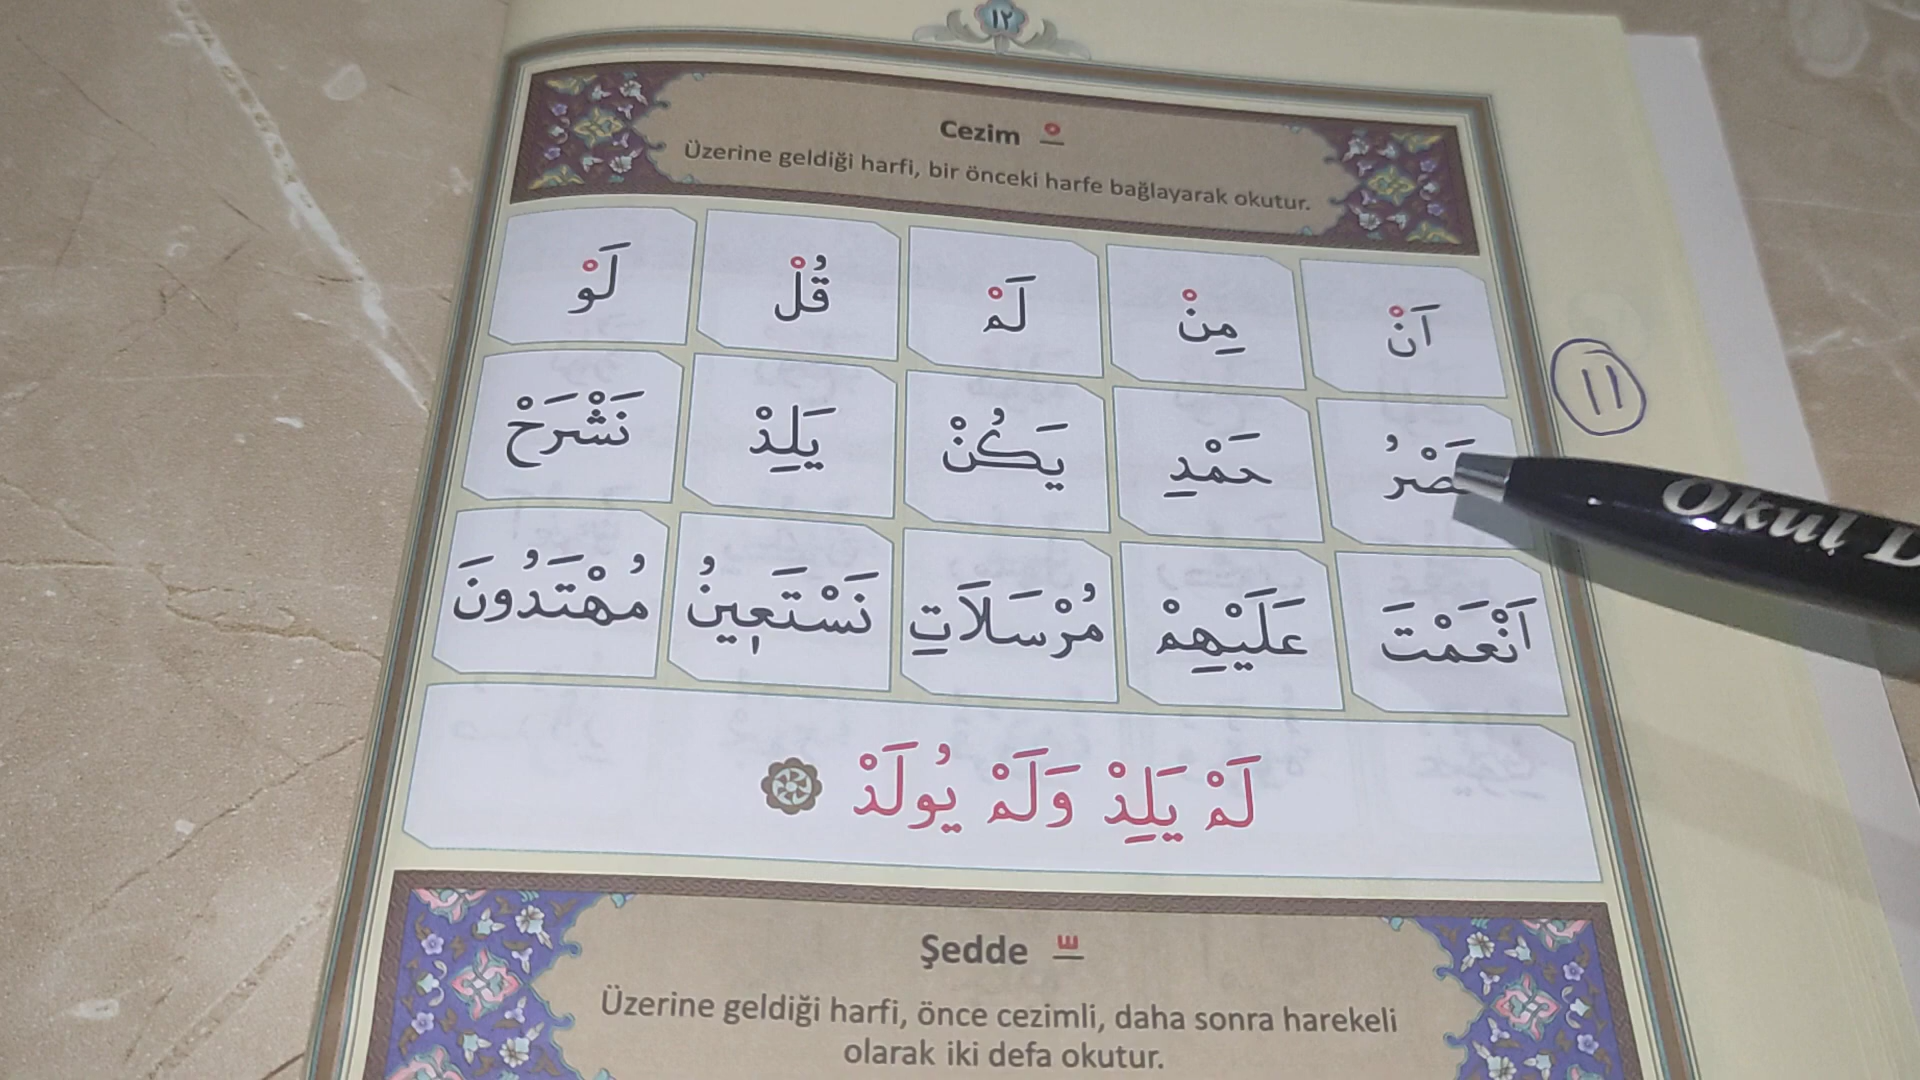 ١٢
Cezim ـْ
Üzerine geldiği harfi, bir önceki harfe bağlayarak okutur.
اَنْ مِنْ لَمْ قُلْ لَوْ
حَمْدِ يَكُنْ يَلِدْ نَشْرَحْ
اَنْعَمْتَ عَلَيْهِمْ مُرْسَلَاتِ نَسْتَعٖينُ مُهْتَدُونَ
لَمْ يَلِدْ وَلَمْ يُولَدْ
11
Okul
Şedde ـّ
Üzerine geldiği harfi, önce cezimli, daha sonra harekeli
olarak iki defa okutur.